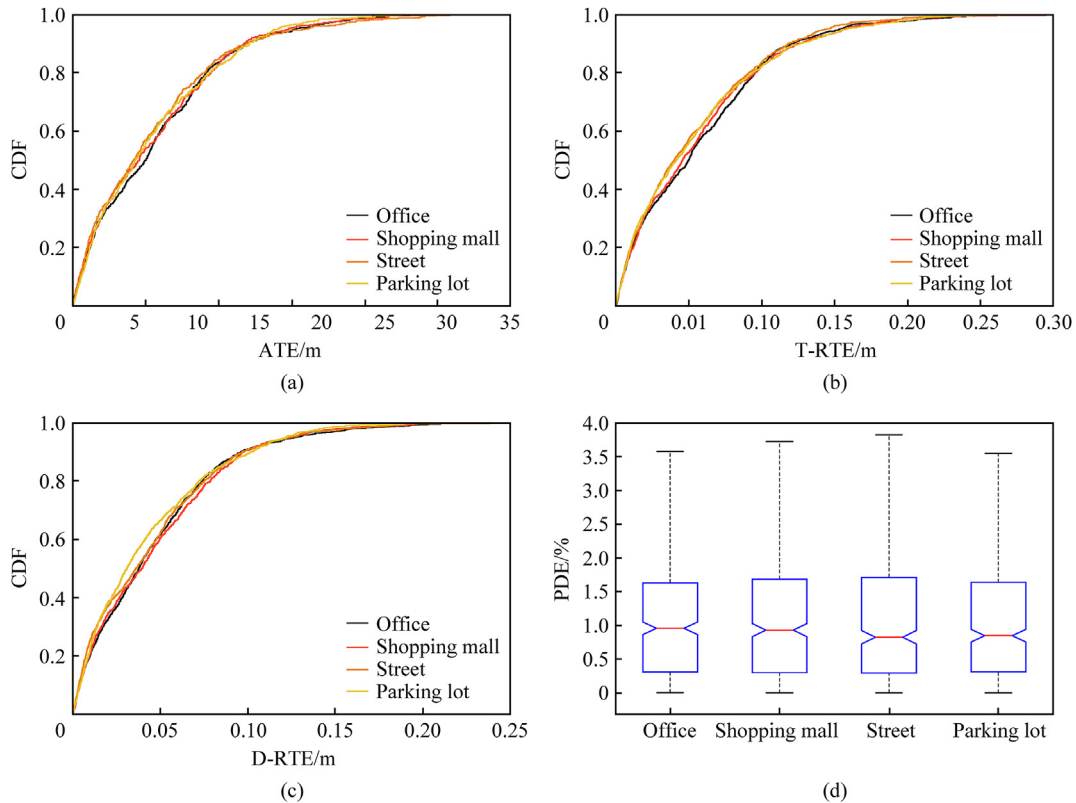 1.0
0.8
0.6
0.4
0.2
CDF
Office
Shopping mall
Street
Parking lot
0 5 10 15 20 25 30 35
ATE/m
(a)
1.0
0.8
0.6
0.4
0.2
CDF
Office
Shopping mall
Street
Parking lot
0 0.01 0.10 0.15 0.20 0.25 0.30
T-RTE/m
(b)
1.0
0.8
0.6
0.4
0.2
CDF
Office
Shopping mall
Street
Parking lot
0 0.05 0.10 0.15 0.20 0.25
D-RTE/m
(c)
4.0
3.5
3.0
2.5
2.0
1.5
1.0
0.5
0
PDE/%
Office Shopping mall Street Parking lot
(d)